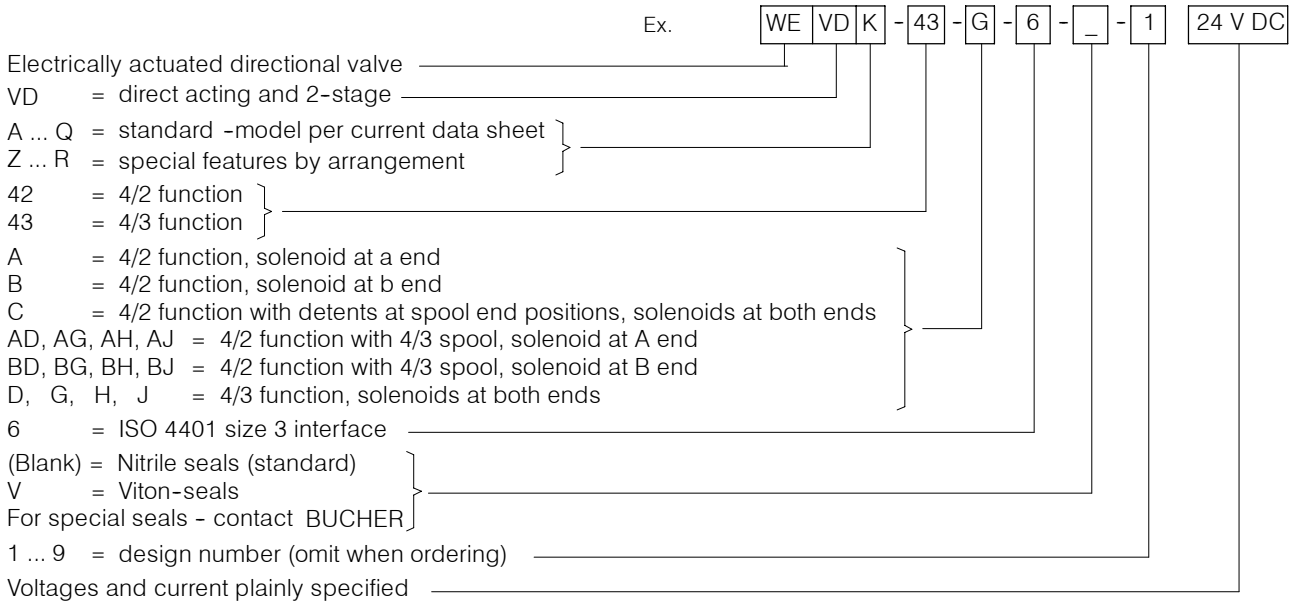 Ex. WE VD K - 43 - G - 6 - _ - 1 24 V DC
Electrically actuated directional valve
VD = direct acting and 2-stage
A ... Q = standard -model per current data sheet
Z ... R = special features by arrangement
42 = 4/2 function
43 = 4/3 function
A = 4/2 function, solenoid at a end
B = 4/2 function, solenoid at b end
C = 4/2 function with detents at spool end positions, solenoids at both ends
AD, AG, AH, AJ = 4/2 function with 4/3 spool, solenoid at A end
BD, BG, BH, BJ = 4/2 function with 4/3 spool, solenoid at B end
D, G, H, J = 4/3 function, solenoids at both ends
6 = ISO 4401 size 3 interface
(Blank) = Nitrile seals (standard)
V = Viton-seals
For special seals - contact BUCHER
1 ... 9 = design number (omit when ordering)
Voltages and current plainly specified